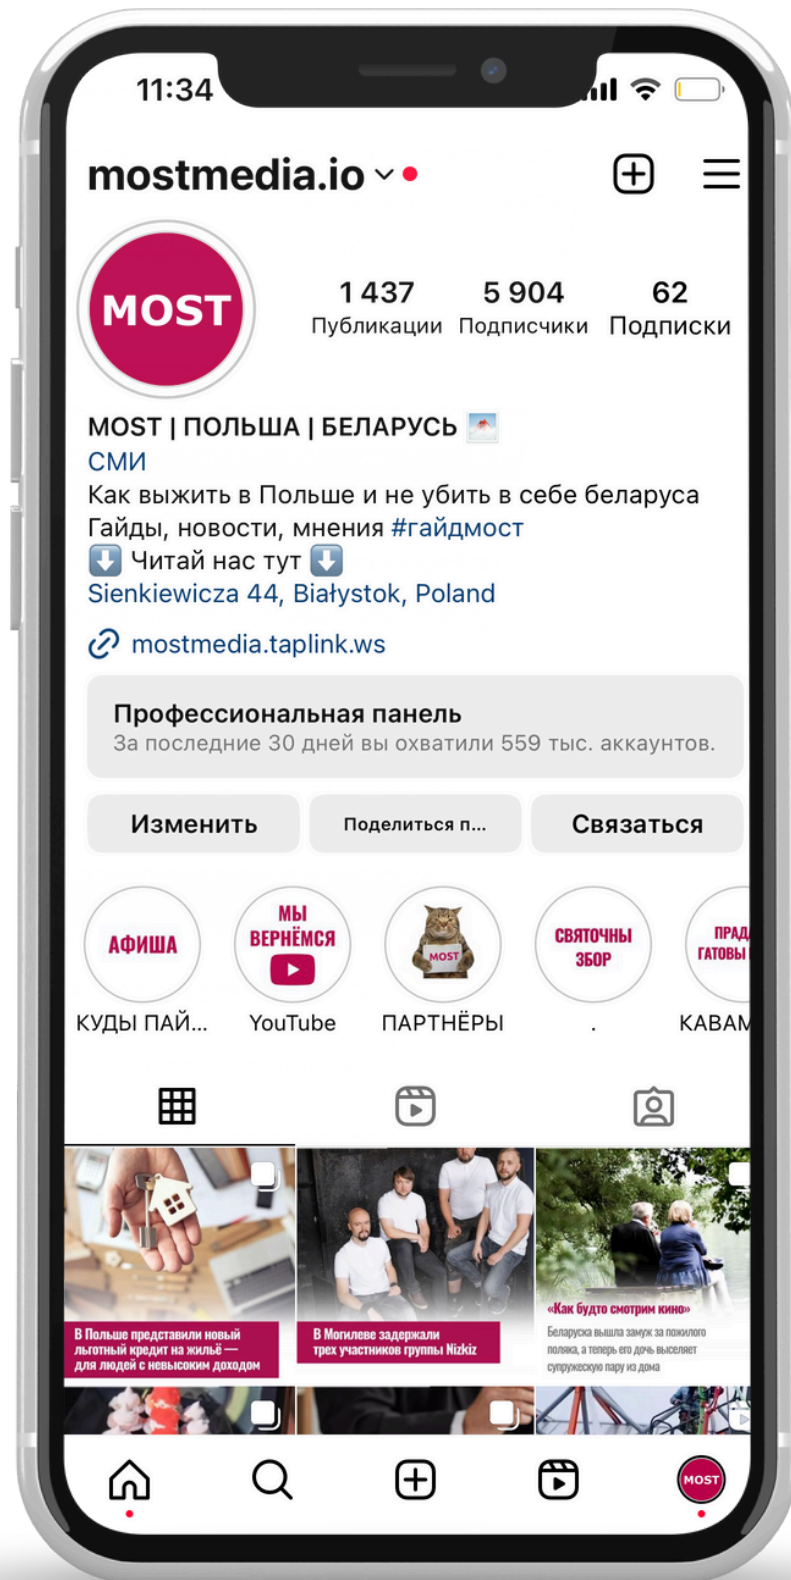 11:34
mostmedia.io
MOST
1 437
5 904
62
Публикации
Подписчики
Подписки
MOST | ПОЛЬША | БЕЛАРУСЬ
СМИ
Как выжить в Польше и не убить в себе беларуса
Гайды, новости, мнения #гайдмост
Читай нас тут
Sienkiewicza 44, Białystok, Poland
mostmedia.taplink.ws
Профессиональная панель
За последние 30 дней вы охватили 559 тыс. аккаунтов.
Изменить
Поделиться п...
Связаться
АФИША
МЫ
ВЕРНЁМСЯ
MOST
СВЯТОЧНЫ
ЗБОР
ПРАД
ГАТОВЫ
КУДЫ ПАЙ...
YouTube
ПАРТНЁРЫ
.
КАВАМ
В Польше представили новый
льготный кредит на жильё —
для людей с невысоким доходом
В Могилеве задержали
трех участников группы Nizkiz
«Как будто смотрим кино»
Беларуска вышла замуж за пожилого
поляка, а теперь его дочь выселяет
супружескую пару из дома
MOST